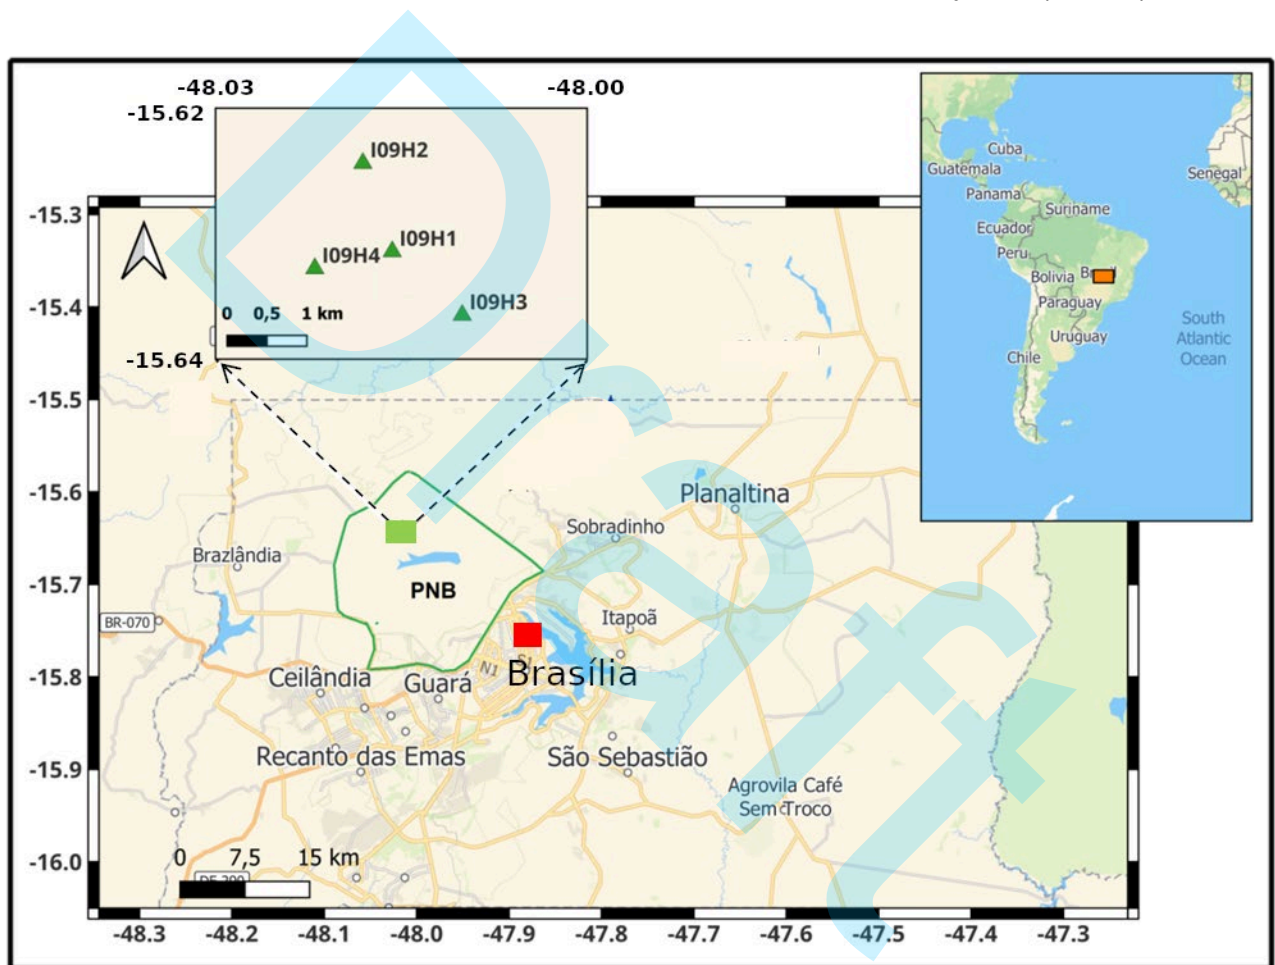 -48.03
-48.00
-15.62
I09H2
I09H1
I09H4
I09H3
0 0,5 1 km
-15.64
Cuba
Guatemala
Senegal
Panama
Suriname
Ecuador
Peru
Bolivia
Paraguay
Uruguay
Chile
South
Atlantic
Ocean
-15.3
-15.4
-15.5
-15.6
-15.7
-15.8
-15.9
-16.0
Planaltina
Sobradinho
Brazlândia
PNB
Itapoã
BR-070
N1
Brasília
Ceilândia
Guará
Recanto das Emas
São Sebastião
Agrovila Café
Sem Troco
0 7,5 15 km
-48.3 -48.2 -48.1 -48.0 -47.9 -47.8 -47.7 -47.6 -47.5 -47.4 -47.3
Draft